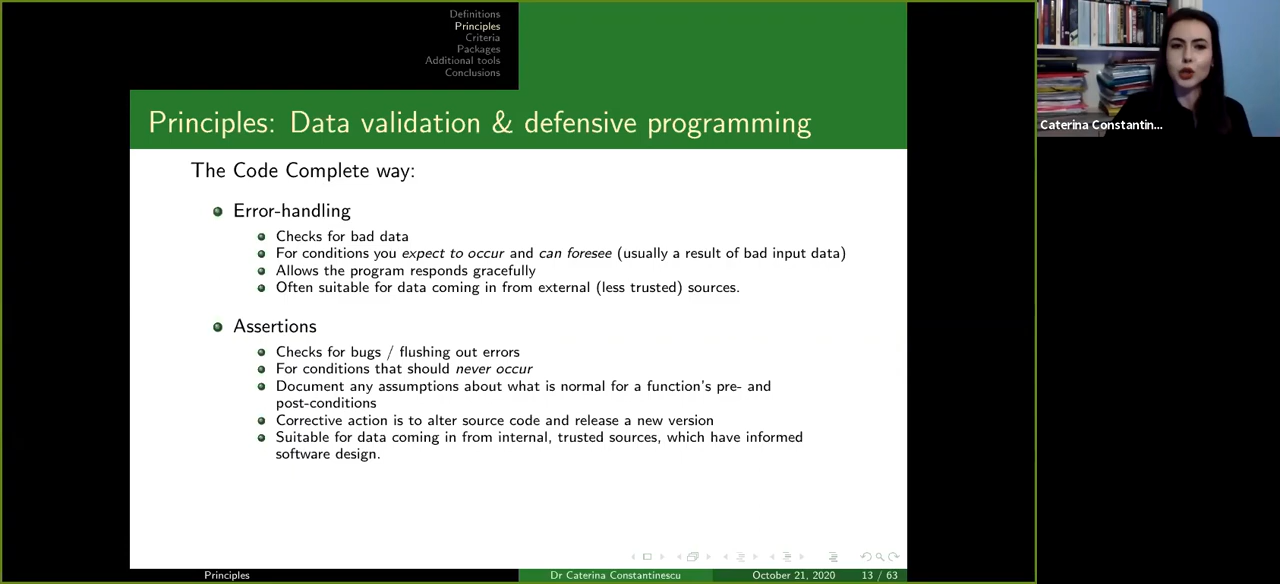 Definitions
Principles
Criteria
Packages
Additional tools
Conclusions
Principles: Data validation & defensive programming
The Code Complete way:
Error-handling
Checks for bad data
For conditions you expect to occur and can foresee (usually a result of bad input data)
Allows the program responds gracefully
Often suitable for data coming in from external (less trusted) sources.
Assertions
Checks for bugs / flushing out errors
For conditions that should never occur
Document any assumptions about what is normal for a function's pre- and
post-conditions
Corrective action is to alter source code and release a new version
Suitable for data coming in from internal, trusted sources, which have informed
software design.
Principles
Dr Caterina Constantinescu
October 21, 2020
13 / 63
Caterina Constantin...